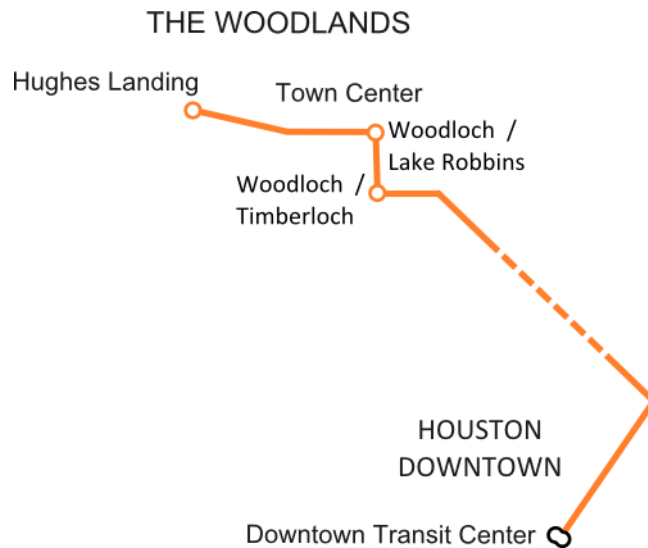 THE WOODLANDS
Hughes Landing
Town Center
Woodloch /
Lake Robbins
Woodloch /
Timberloch
HOUSTON
DOWNTOWN
Downtown Transit Center